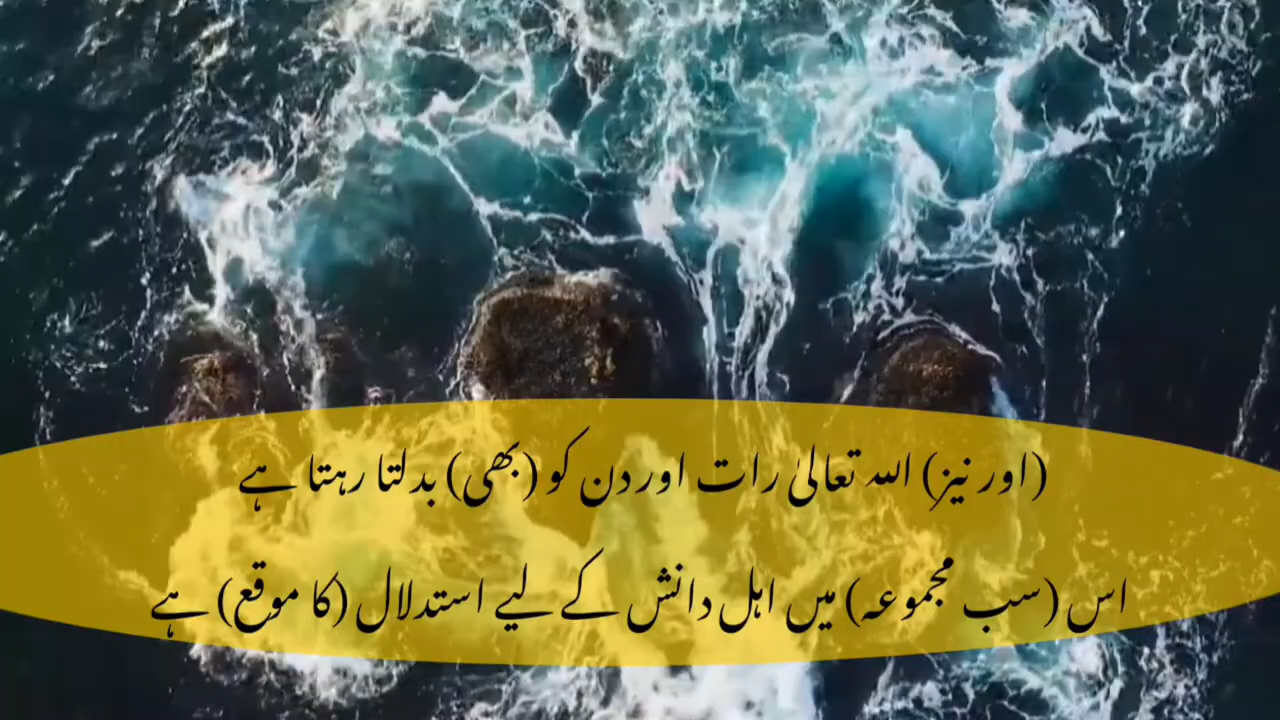 (اور نیز) اللہ تعالیٰ رات اور دن کو (بھی) بدلتا رہتا ہے
اس (سب مجموعہ) میں اہل دانش کے لیے استدلال (کا موقع) ہے